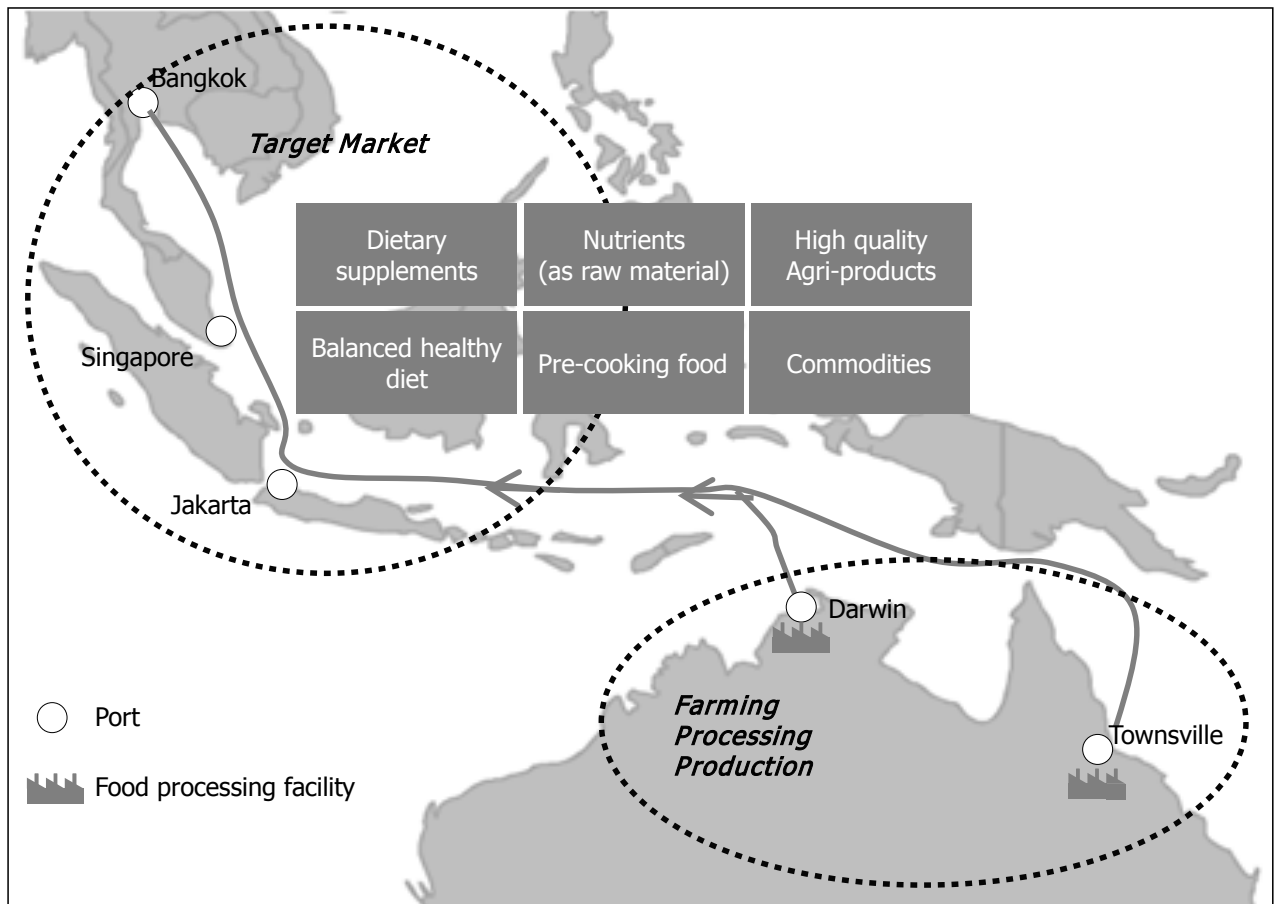 Bangkok
Target Market
Dietary
supplements
Nutrients
(as raw material)
High quality
Agri-products
Balanced healthy
diet
Pre-cooking food
Commodities
Singapore
Jakarta
Darwin
Farming
Processing
Production
Townsville
Port
Food processing facility